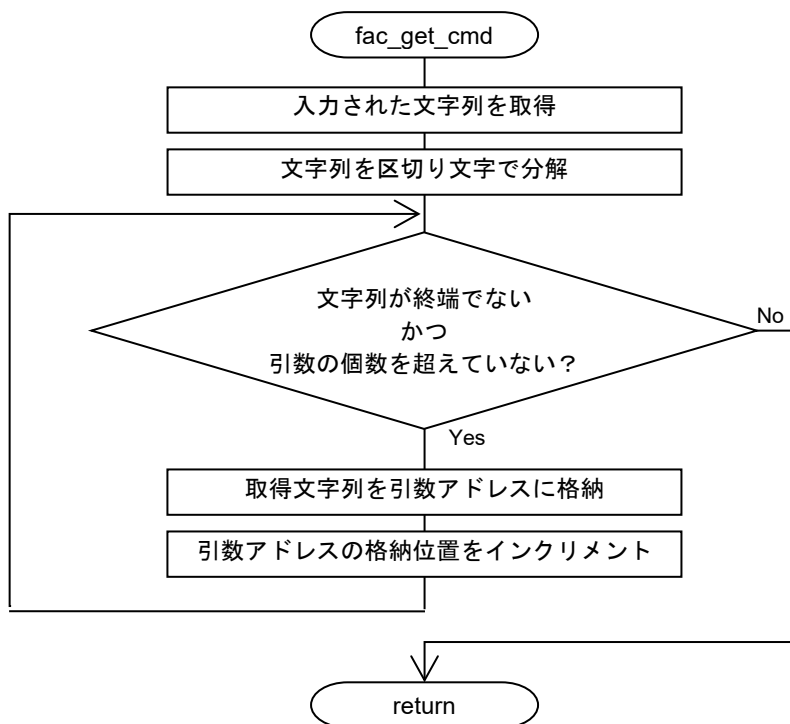 fac_get_cmd
入力された文字列を取得
文字列を区切り文字で分解
文字列が終端でない
かつ
引数の個数を超えていない?
No
Yes
取得文字列を引数アドレスに格納
引数アドレスの格納位置をインクリメント
return